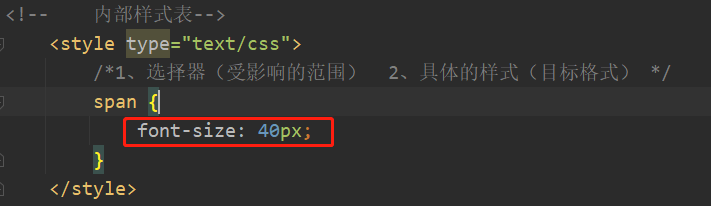 <!--    内部样式表-->
<style type="text/css">
/*1、选择器（受影响的范围）  2、具体的样式（目标格式） */
span {
font-size: 40px;
}
</style>